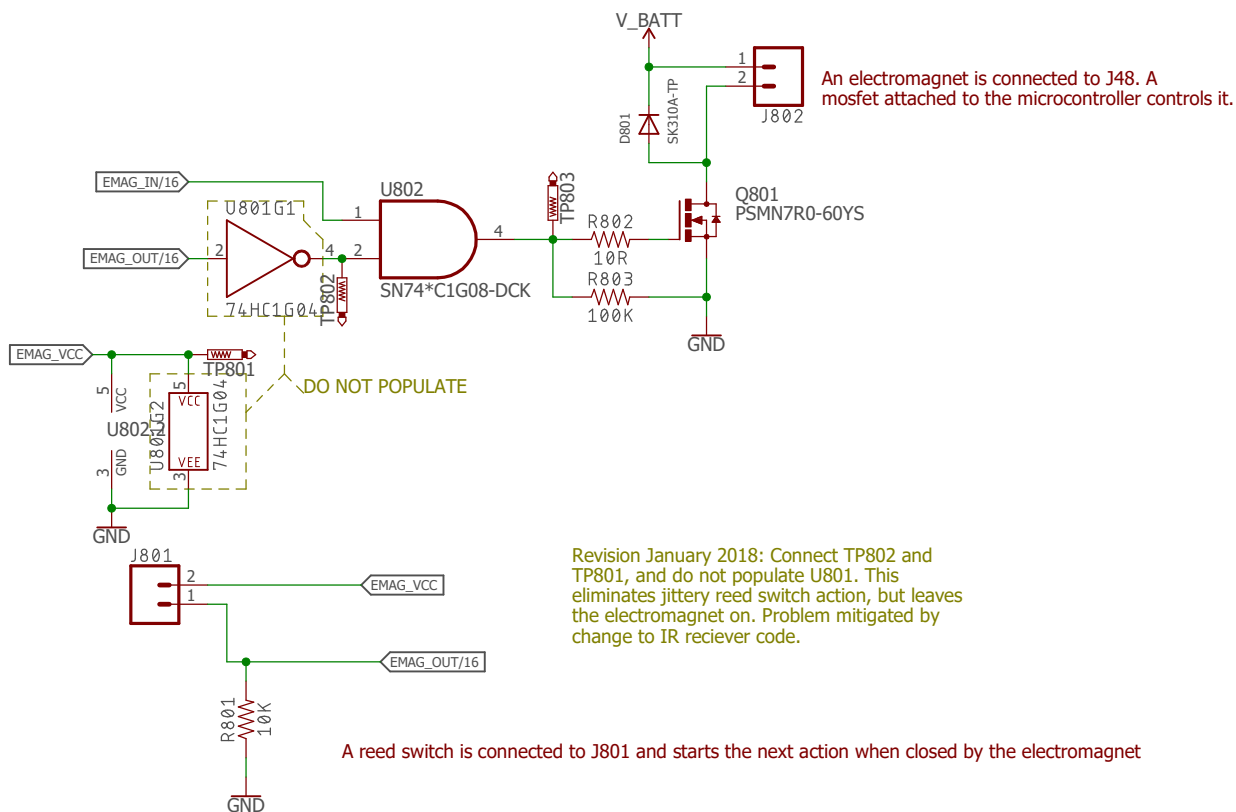 V_BATT
1
2
J802
An electromagnet is connected to J48. A
mosfet attached to the microcontroller controls it.
D801
SK310A-TP
EMAG_IN/16
U801G1
U802
1
2
4
SN74*C1G08-DCK
TP803
R802
10R
R803
100K
Q801
PSMN7R0-60YS
GND
EMAG_OUT/16
2
4
74HC1G04
TP802
EMAG_VCC
TP801
DO NOT POPULATE
5
VCC
U802.2
3
GND
5
VCC
U801G2
74HC1G04
VEE
3
GND
J801
2
1
EMAG_VCC
EMAG_OUT/16
R801
10K
GND
Revision January 2018: Connect TP802 and
TP801, and do not populate U801. This
eliminates jittery reed switch action, but leaves
the electromagnet on. Problem mitigated by
change to IR reciever code.
A reed switch is connected to J801 and starts the next action when closed by the electromagnet